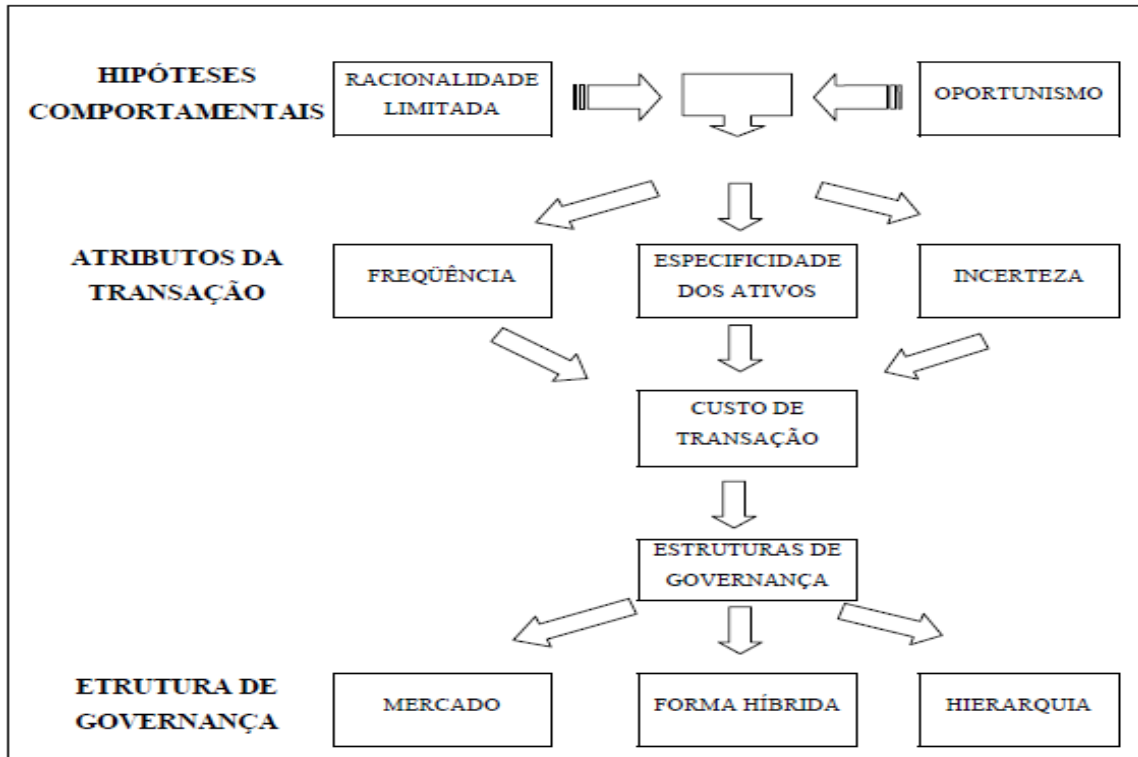 HIPÓTESES
COMPORTAMENTAIS
RACIONALIDADE
LIMITADA
OPORTUNISMO
ATRIBUTOS DA
TRANSAÇÃO
FREQÜÊNCIA
ESPECIFICIDADE
DOS ATIVOS
INCERTEZA
CUSTO DE
TRANSAÇÃO
ESTRUTURAS DE
GOVERNANÇA
ETRUTURA DE
GOVERNANÇA
MERCADO
FORMA HÍBRIDA
HIERARQUIA